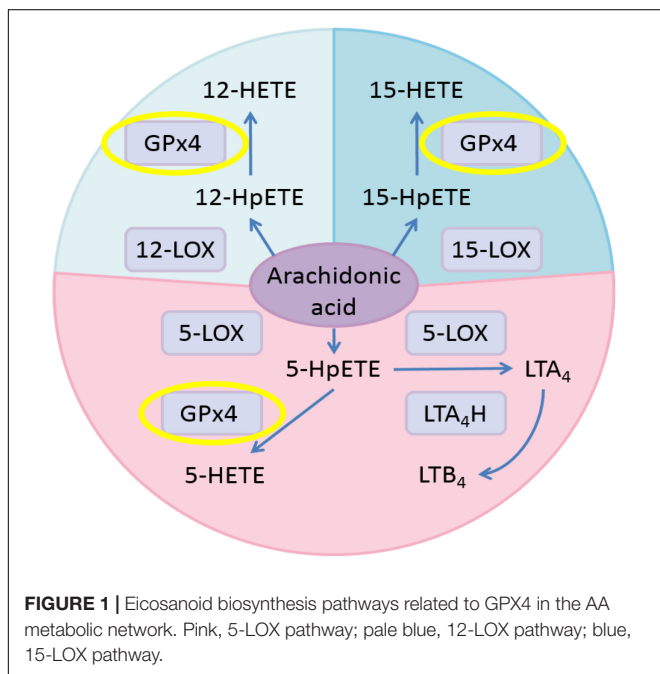 12-HETE
15-HETE
GPx4
GPx4
12-HpETE
15-HpETE
12-LOX
15-LOX
Arachidonic
acid
5-LOX
5-LOX
5-HpETE
LTA₄
GPx4
LTA₄H
5-HETE
LTB₄
FIGURE 1 | Eicosanoid biosynthesis pathways related to GPX4 in the AA
metabolic network. Pink, 5-LOX pathway; pale blue, 12-LOX pathway; blue,
15-LOX pathway.